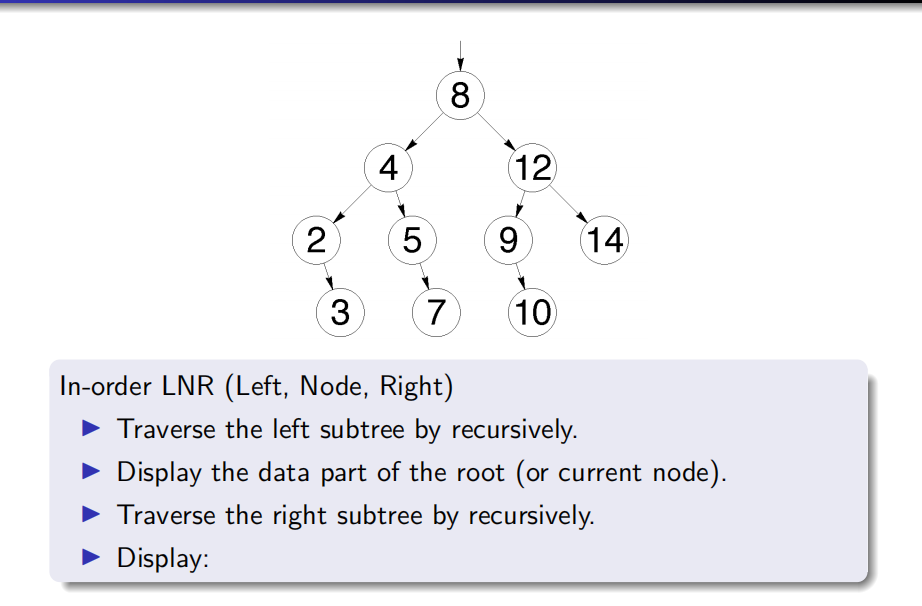 8
4 12
2 5 9 14
3 7 10
In-order LNR (Left, Node, Right)
Traverse the left subtree by recursively.
Display the data part of the root (or current node).
Traverse the right subtree by recursively.
Display: